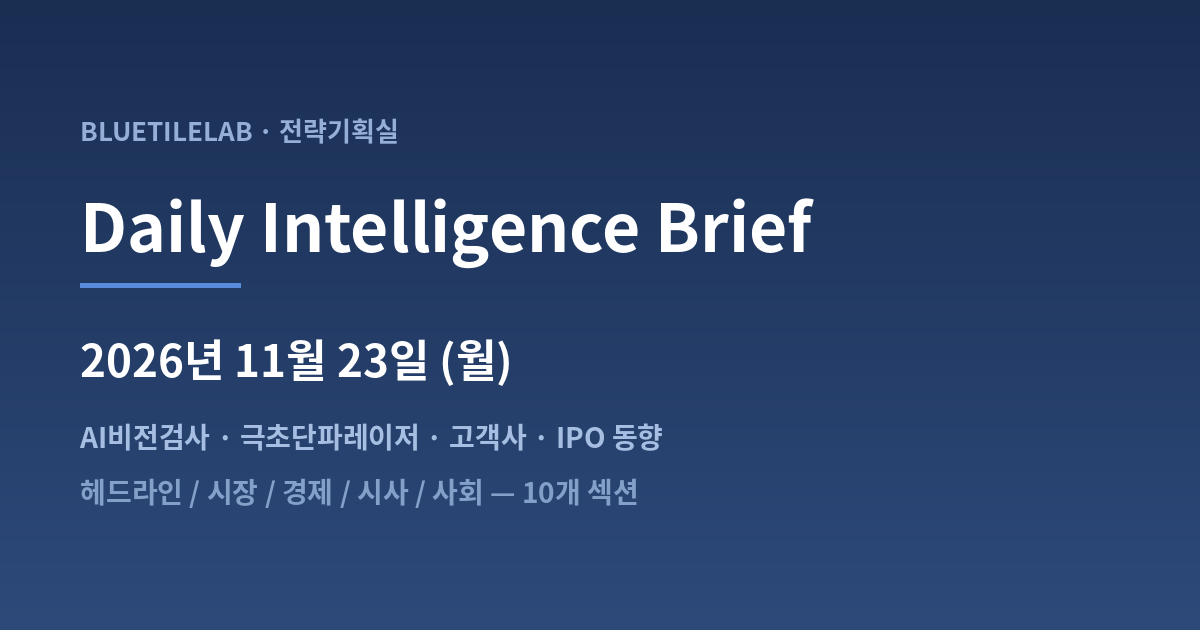 BLUETILELAB · 전략기획실
Daily Intelligence Brief
2026년 11월 23일 (월)
AI비전검사 · 극초단파레이저 · 고객사 · IPO 동향
헤드라인 / 시장 / 경제 / 시사 / 사회 — 10개 섹션